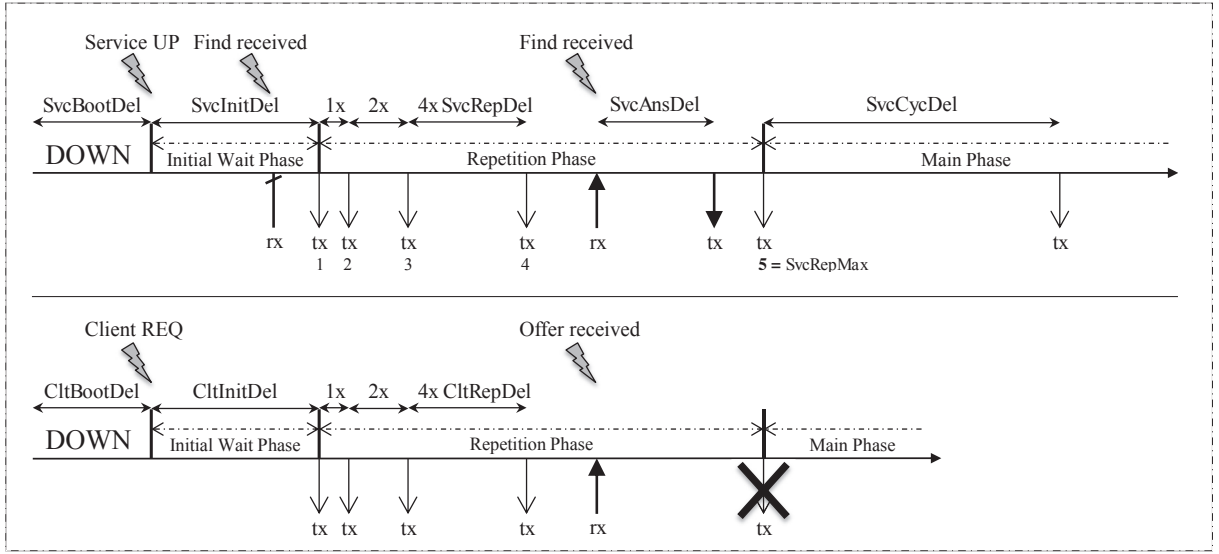 Service UP Find received Find received
SvcBootDel SvcInitDel 1x 2x 4x SvcRepDel SvcAnsDel SvcCycDel
DOWN Initial Wait Phase Repetition Phase Main Phase
rx tx tx tx tx rx tx tx tx
1 2 3 4 5 = SvcRepMax
Client REQ Offer received
CltBootDel CltInitDel 1x 2x 4x CltRepDel
DOWN Initial Wait Phase Repetition Phase Main Phase
tx tx tx tx rx tx